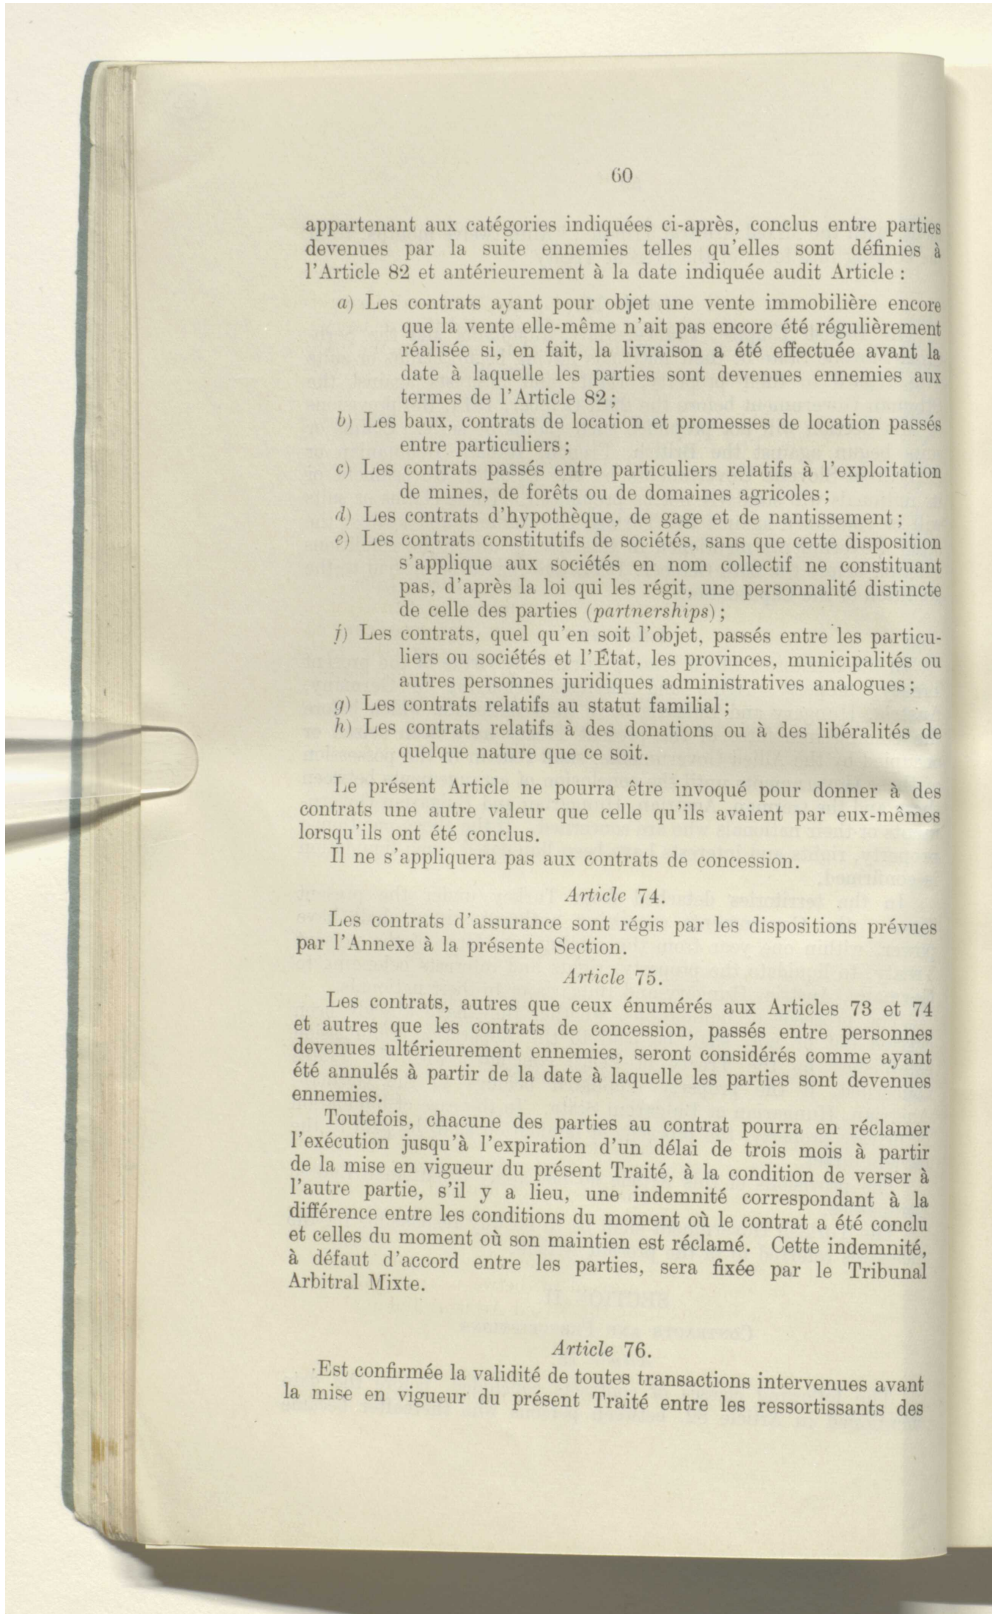 60
appartenant aux catégories indiquées ci-après, conclus entre parties
devenues par la suite ennemies telles qu'elles sont définies à
l'Article 82 et antérieurement à la date indiquée audit Article :
a) Les contrats ayant pour objet une vente immobilière encore
que la vente elle-même n'ait pas encore été régulièrement
réalisée si, en fait, la livraison a été effectuée avant la
date à laquelle les parties sont devenues ennemies aux
termes de l'Article 82 ;
b) Les baux, contrats de location et promesses de location passés
entre particuliers ;
c) Les contrats passés entre particuliers relatifs à l'exploitation
de mines, de forêts ou de domaines agricoles ;
d) Les contrats d'hypothèque, de gage et de nantissement ;
e) Les contrats constitutifs de sociétés, sans que cette disposition
s'applique aux sociétés en nom collectif ne constituant
pas, d'après la loi qui les régit, une personnalité distincte
de celle des parties (partnerships) ;
f) Les contrats, quel qu'en soit l'objet, passés entre les particu-
liers ou sociétés et l'État, les provinces, municipalités ou
autres personnes juridiques administratives analogues ;
g) Les contrats relatifs au statut familial ;
h) Les contrats relatifs à des donations ou à des libéralités de
quelque nature que ce soit.
Le présent Article ne pourra être invoqué pour donner à des
contrats une autre valeur que celle qu'ils avaient par eux-mêmes
lorsqu'ils ont été conclus.
Il ne s'appliquera pas aux contrats de concession.
Article 74.
Les contrats d'assurance sont régis par les dispositions prévues
par l'Annexe à la présente Section.
Article 75.
Les contrats, autres que ceux énumérés aux Articles 73 et 74
et autres que les contrats de concession, passés entre personnes
devenues ultérieurement ennemies, seront considérés comme ayant
été annulés à partir de la date à laquelle les parties sont devenues
ennemies.
Toutefois, chacune des parties au contrat pourra en réclamer
l'exécution jusqu'à l'expiration d'un délai de trois mois à partir
de la mise en vigueur du présent Traité, à la condition de verser à
l'autre partie, s'il y a lieu, une indemnité correspondant à la
différence entre les conditions du moment où le contrat a été conclu
et celles du moment où son maintien est réclamé. Cette indemnité,
à défaut d'accord entre les parties, sera fixée par le Tribunal
Arbitral Mixte.
Article 76.
Est confirmée la validité de toutes transactions intervenues avant
la mise en vigueur du présent Traité entre les ressortissants des